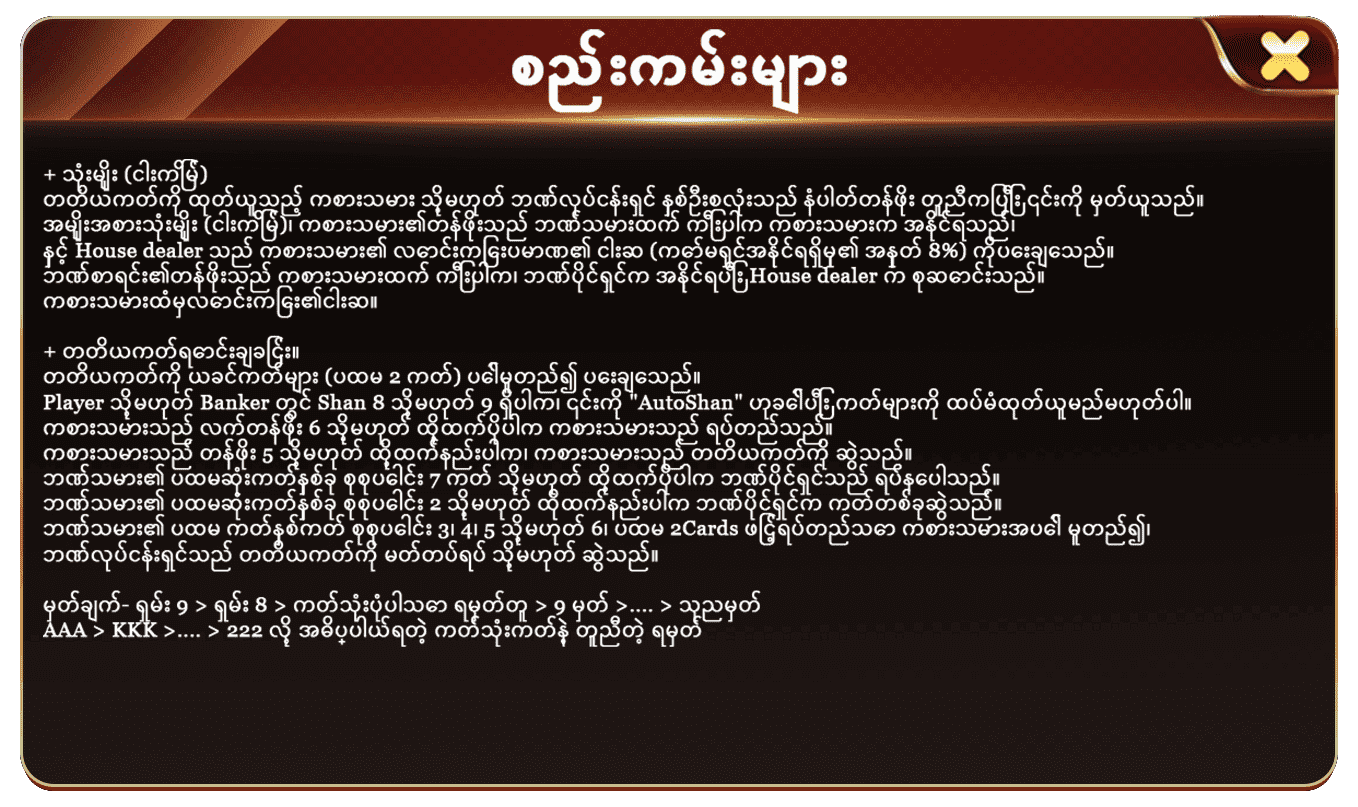 စည်းကမ်းများ
+ သုံးမျိုး (ငါးကြိမ်)
တတိယကတ်ကို ထုတ်ယူသည့် ကစားသမား သို့မဟုတ် ဘဏ်လုပ်ငန်းရှင် နှစ်ဦးစလုံးသည် နံပါတ်တန်ဖိုး တူညီကြပြီး၎င်းကို မှတ်ယူသည်။
အမျိုးအစားသုံးမျိုး (ငါးကြိမ်)၊ ကစားသမား၏တန်ဖိုးသည် ဘဏ်သမားထက် ကြီးပါက ကစားသမားက အနိုင်ရသည်၊
နှင့် House dealer သည် ကစားသမား၏ လောင်းကြေးပမာဏ၏ ငါးဆ (ကော်မရှင်အနိုင်ရရှိမှု၏ အနုတ် 8%) ကိုပေးချေသည်။
ဘဏ်စာရင်း၏တန်ဖိုးသည် ကစားသမားထက် ကြီးပါက၊ ဘဏ်ပိုင်ရှင်က အနိုင်ရပြီး House dealer က စုဆောင်းသည်။
ကစားသမားထံမှလောင်းကြေး၏ငါးဆ။
+ တတိယကတ်ရောင်းချခြင်း။
တတိယကတ်ကို ယခင်ကတ်များ (ပထမ 2 ကတ်) ပေါ်မူတည်၍ ပေးချေသည်။
Player သို့မဟုတ် Banker တွင် Shan 8 သို့မဟုတ် 9 ရှိပါက၊ ၎င်းကို "AutoShan" ဟုခေါ်ပြီးကတ်များကို ထပ်မံထုတ်ယူမည်မဟုတ်ပါ။
ကစားသမားသည် လက်တန်ဖိုး 6 သို့မဟုတ် ထို့ထက်ပိုပါက ကစားသမားသည် ရပ်တည်သည်။
ကစားသမားသည် တန်ဖိုး 5 သို့မဟုတ် ထို့ထက်နည်းပါက၊ ကစားသမားသည် တတိယကတ်ကို ဆွဲသည်။
ဘဏ်သမား၏ ပထမဆုံးကတ်နှစ်ခု စုစုပေါင်း 7 ကတ် သို့မဟုတ် ထို့ထက်ပိုပါက ဘဏ်ပိုင်ရှင်သည် ရပ်နေပါသည်။
ဘဏ်သမား၏ ပထမဆုံးကတ်နှစ်ခု စုစုပေါင်း 2 သို့မဟုတ် ထို့ထက်နည်းပါက ဘဏ်ပိုင်ရှင်က ကတ်တစ်ခုဆွဲသည်။
ဘဏ်သမား၏ ပထမ ကတ်နှစ်ကတ် စုစုပေါင်း 3၊ 4၊ 5 သို့မဟုတ် 6၊ ပထမ 2Cards ဖြင့်ရပ်တည်သော ကစားသမားအပေါ် မူတည်၍၊
ဘဏ်လုပ်ငန်းရှင်သည် တတိယကတ်ကို မတ်တပ်ရပ် သို့မဟုတ် ဆွဲသည်။
မှတ်ချက်- ရှမ်း 9 > ရှမ်း 8 > ကတ်သုံးပုံပါသော ရမှတ်တူ > 9 မှတ် >.... > သုညမှတ်
AAA > KKK >.... > 222 လို့ အဓိပ္ပါယ်ရတဲ့ ကတ်သုံးကတ်နဲ့ တူညီတဲ့ ရမှတ်